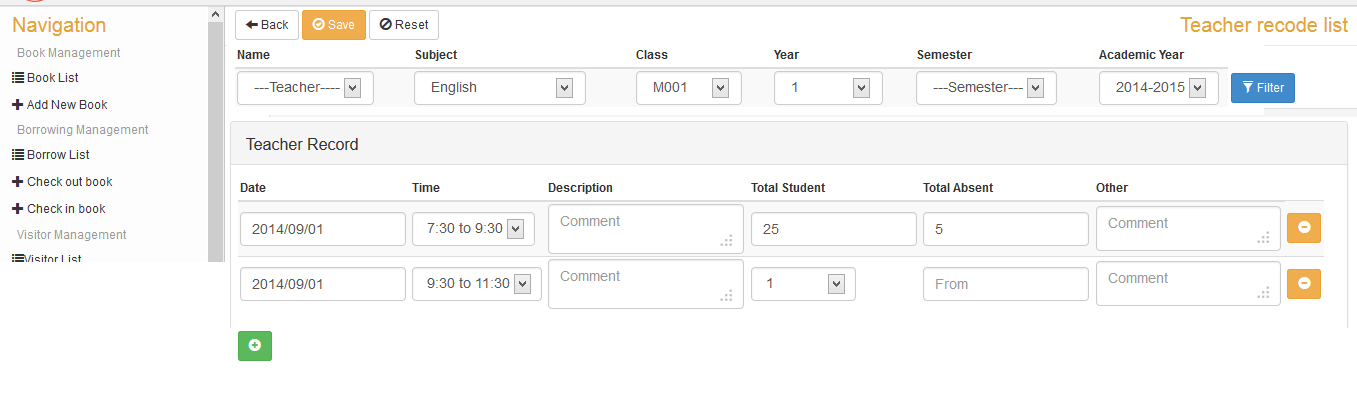 Navigation
Book Management
Book List
Add New Book
Borrowing Management
Borrow List
Check out book
Check in book
Visitor Management
Visitor List
Back Save Reset Teacher recode list
Name Subject Class Year Semester Academic Year
---Teacher---- English M001 1 ---Semester--- 2014-2015 Filter
Teacher Record
Date Time Description Total Student Total Absent Other
2014/09/01 7:30 to 9:30 Comment 25 5 Comment
2014/09/01 9:30 to 11:30 Comment 1 From Comment